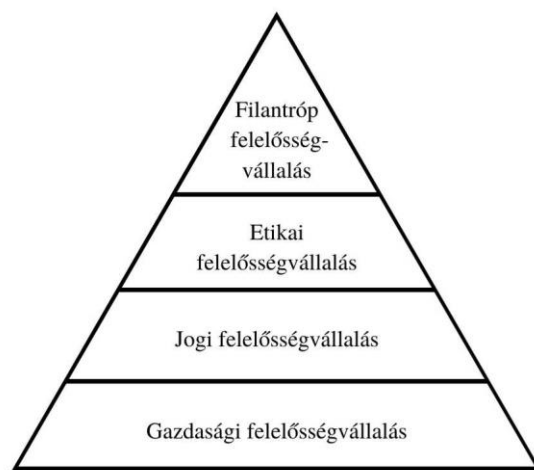 Filantróp
felelősség-
vállalás
Etikai
felelősségvállalás
Jogi felelősségvállalás
Gazdasági felelősségvállalás